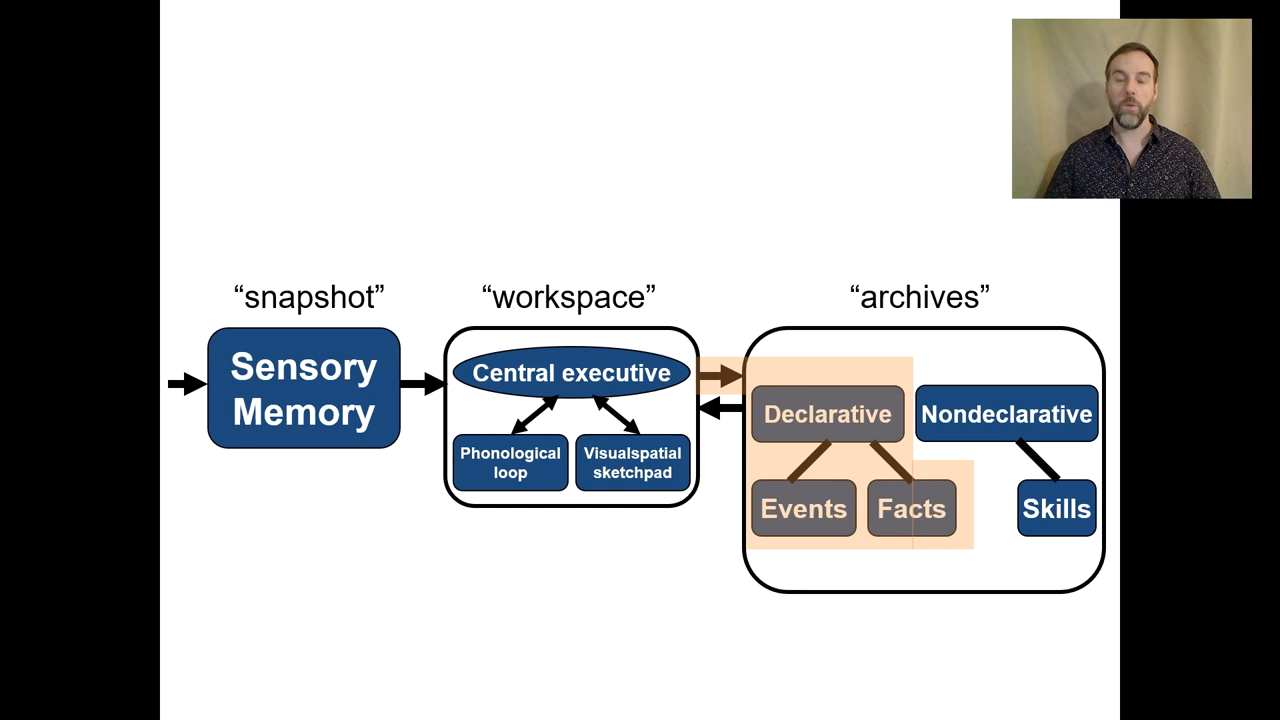 “snapshot”
“workspace”
“archives”
Sensory
Memory
Central executive
Phonological
loop
Visualspatial
sketchpad
Declarative
Nondeclarative
Events
Facts
Skills